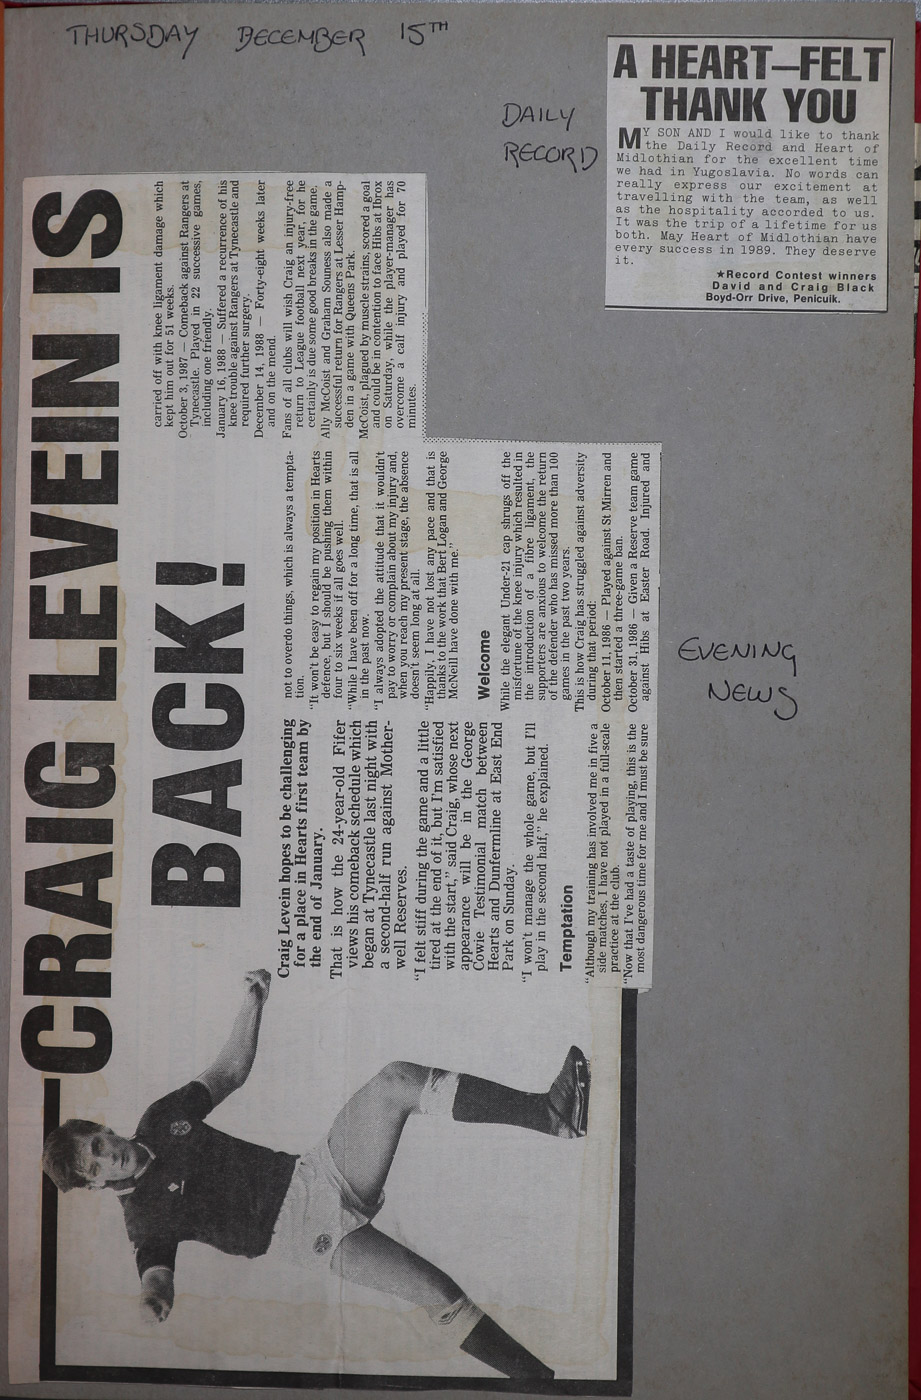 THURSDAY DECEMBER 15TH
DAILY
RECORD
A HEART—FELT
THANK YOU
MY SON AND I would like to thank
the Daily Record and Heart of
Midlothian for the excellent time
we had in Yugoslavia. No words can
really express our excitement at
travelling with the team, as well
as the hospitality accorded to us.
It was the trip of a lifetime for us
both. May Heart of Midlothian have
every success in 1989. They deserve
it.
★Record Contest winners
David and Craig Black
Boyd-Orr Drive, Penicuik.
CRAIG LEVEIN IS
BACK!
Craig Levein hopes to be challenging
for a place in Hearts first team by
the end of January.
That is how the 24-year-old Fifer
views his comeback schedule which
began at Tynecastle last night with
a second-half run against Mother-
well Reserves.
"I felt stiff during the game and a little
tired at the end of it, but I'm satisfied
with the start," said Craig, whose next
appearance will be in the George
Cowie Testimonial match between
Hearts and Dunfermline at East End
Park on Sunday.
"I won't manage the whole game, but I'll
play in the second half," he explained.
Temptation
"Although my training has involved me in five a
side matches, I have not played in a full-scale
practice at the club.
"Now that I've had a taste of playing, this is the
most dangerous time for me and I must be sure
not to overdo things, which is always a tempta-
tion.
"It won't be easy to regain my position in Hearts
defence, but I should be pushing them within
four to six weeks if all goes well.
"While I have been off for a long time, that is all
in the past now.
"I always adopted the attitude that it wouldn't
pay to worry or complain about my injury and,
when you reach my present stage, the absence
doesn't seem long at all.
"Happily, I have not lost any pace and that is
thanks to the work that Bert Logan and George
McNeill have done with me."
Welcome
While the elegant Under-21 cap shrugs off the
misfortune of the knee injury which resulted in
the introduction of a fibre ligament, the
supporters are anxious to welcome the return
of the defender who has missed more than 100
games in the past two years.
This is how Craig has struggled against adversity
during that period:
October 11, 1986 — Played against St Mirren and
then started a three-game ban.
October 31, 1986 — Given a Reserve team game
against Hibs at Easter Road. Injured and
carried off with knee ligament damage which
kept him out for 51 weeks.
October 3, 1987 — Comeback against Rangers at
Tynecastle. Played in 22 successive games,
including one friendly.
January 16, 1988 — Suffered a recurrence of his
knee trouble against Rangers at Tynecastle and
required further surgery.
December 14, 1988 — Forty-eight weeks later
and on the mend.
Fans of all clubs will wish Craig an injury-free
return to League football next year, for he
certainly is due some good breaks in the game.
Ally McCoist and Graham Souness also made a
successful return for Rangers at Lesser Hamp-
den in a game with Queens Park.
McCoist, plagued by muscle strains, scored a goal
and could be in contention to face Hibs at Ibrox
on Saturday, while the player-manager has
overcome a calf injury and played for 70
minutes.
EVENING
NEWS